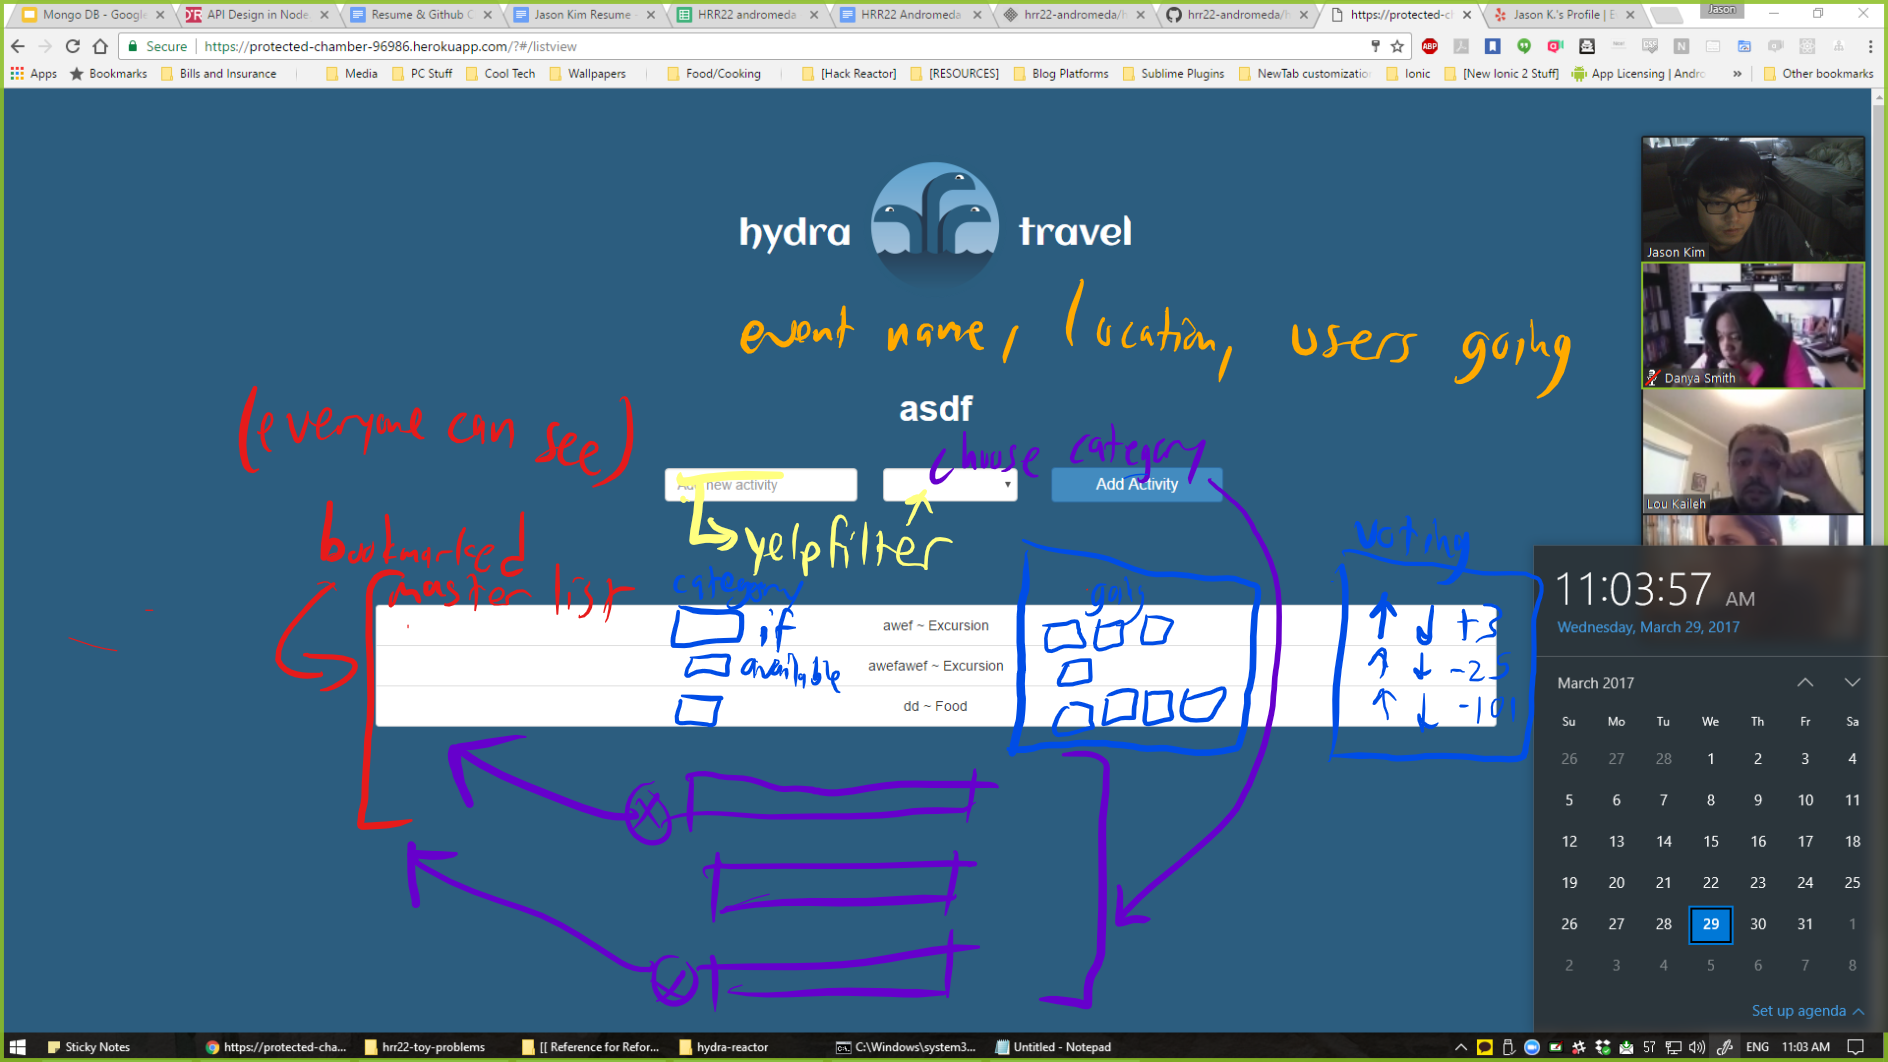 Mongo DB - Google
API Design in Node
Resume & Github C
Jason Kim Resume -
HRR22 andromeda
HRR22 Andromeda
hrr22-andromeda/h
hrr22-andromeda/h
https://protected-c
Jason K.'s Profile | E
Jason
Secure
https://protected-chamber-96986.herokuapp.com/?#/listview
ABP
Apps
Bookmarks
Bills and Insurance
Media
PC Stuff
Cool Tech
Wallpapers
Food/Cooking
[Hack Reactor]
[RESOURCES]
Blog Platforms
Sublime Plugins
NewTab customizatio
Ionic
[New Ionic 2 Stuff]
App Licensing | Andro
»
Other bookmarks
hydra travel
event name, location, users going
(everyone can see)
asdf
choose category
Add new activity
Add Activity
yelp filter
bookmarked
master list
category
goals
voting
if
available
awef ~ Excursion
awefawef ~ Excursion
dd ~ Food
+3
-25
-101
Jason Kim
Danya Smith
Lou Kaileh
11:03:57 AM
Wednesday, March 29, 2017
March 2017
Su Mo Tu We Th Fr Sa
26 27 28 1 2 3 4
5 6 7 8 9 10 11
12 13 14 15 16 17 18
19 20 21 22 23 24 25
26 27 28 29 30 31 1
2 3 4 5 6 7 8
Set up agenda
Sticky Notes
https://protected-cha...
hrr22-toy-problems
[[ Reference for Refor...
hydra-reactor
C:\Windows\system3...
Untitled - Notepad
57
ENG
11:03 AM